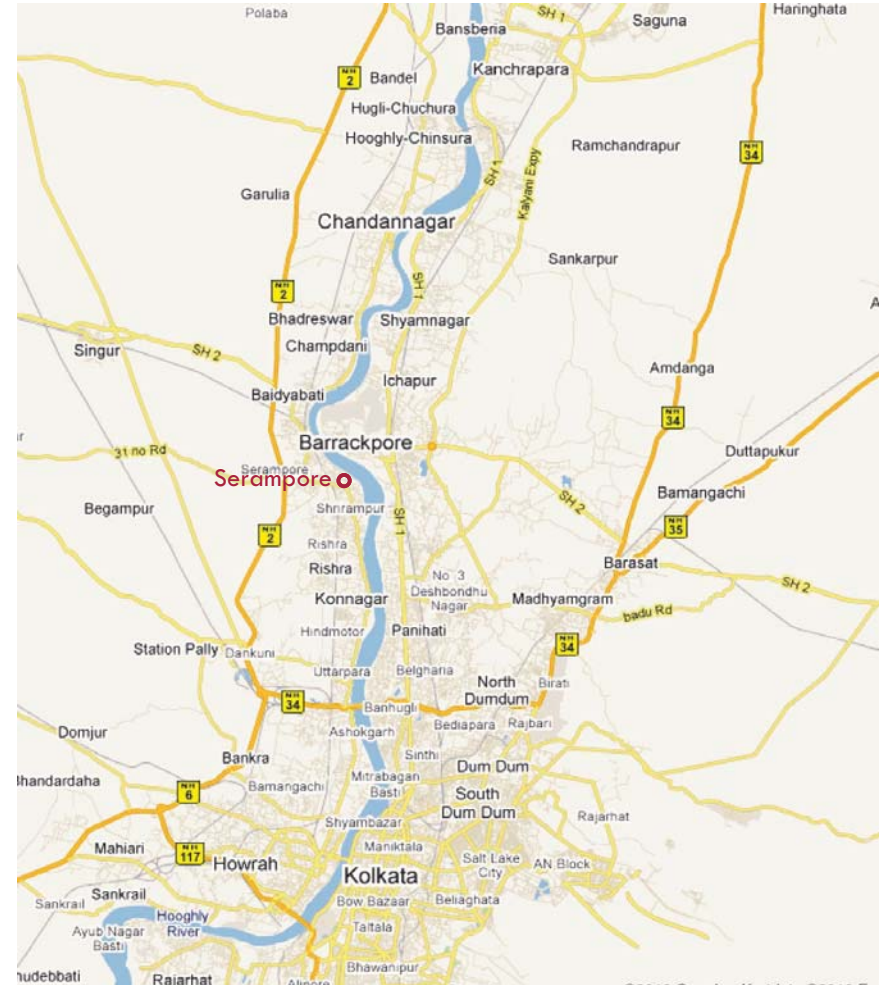 Polaba
SH 1
Saguna
Haringhata
Bansberia
NH 2
Bandel
Kanchrapara
Hugli-Chuchura
Hooghly-Chinsura
Ramchandrapur
NH 34
SH 1
Kalyani Expy
Garulia
Chandannagar
Sankarpur
NH 2
SH 1
Bhadreswar
Shyamnagar
Singur
SH 2
Champdani
Amdanga
Ichapur
Baidyabati
NH 34
Barrackpore
31 no Rd
Duttapukur
Serampore
Serampore
Bamangachi
Begampur
Shrirampur
SH 1
SH 2
NH 35
NH 2
Rishra
Rishra
Barasat
No 3
Deshbondhu
Nagar
SH 2
Konnagar
Madhyamgram
badu Rd
Hindmotor
Panihati
NH 34
Station Pally
Dankuni
Uttarpara
Belgharia
North
Dumdum
Birati
NH 34
Banhugli
Domjur
Ashokgarh
Bediapara
Rajbari
Bankra
Sinthi
Dum Dum
Bhandardaha
NH 6
Bamangachi
Mitrabagan
Basti
South
Dum Dum
Shyambazar
Rajarhat
Mahiari
NH 117
Howrah
Maniktala
Salt Lake
City
AN Block
Kolkata
Sankrail
Sankrail
Bow Bazaar
Beliaghata
Hooghly
River
Ayub Nagar
Basti
Taltala
Bhawanipur
Rajarhat
Alipore